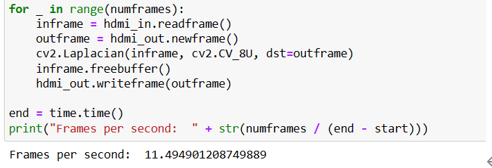 for _ in range(numframes):
    inframe = hdmi_in.readframe()
    outframe = hdmi_out.newframe()
    cv2.Laplacian(inframe, cv2.CV_8U, dst=outframe)
    inframe.freebuffer()
    hdmi_out.writeframe(outframe)
end = time.time()
print("Frames per second:  " + str(numframes / (end - start)))
Frames per second:  11.494901208749889